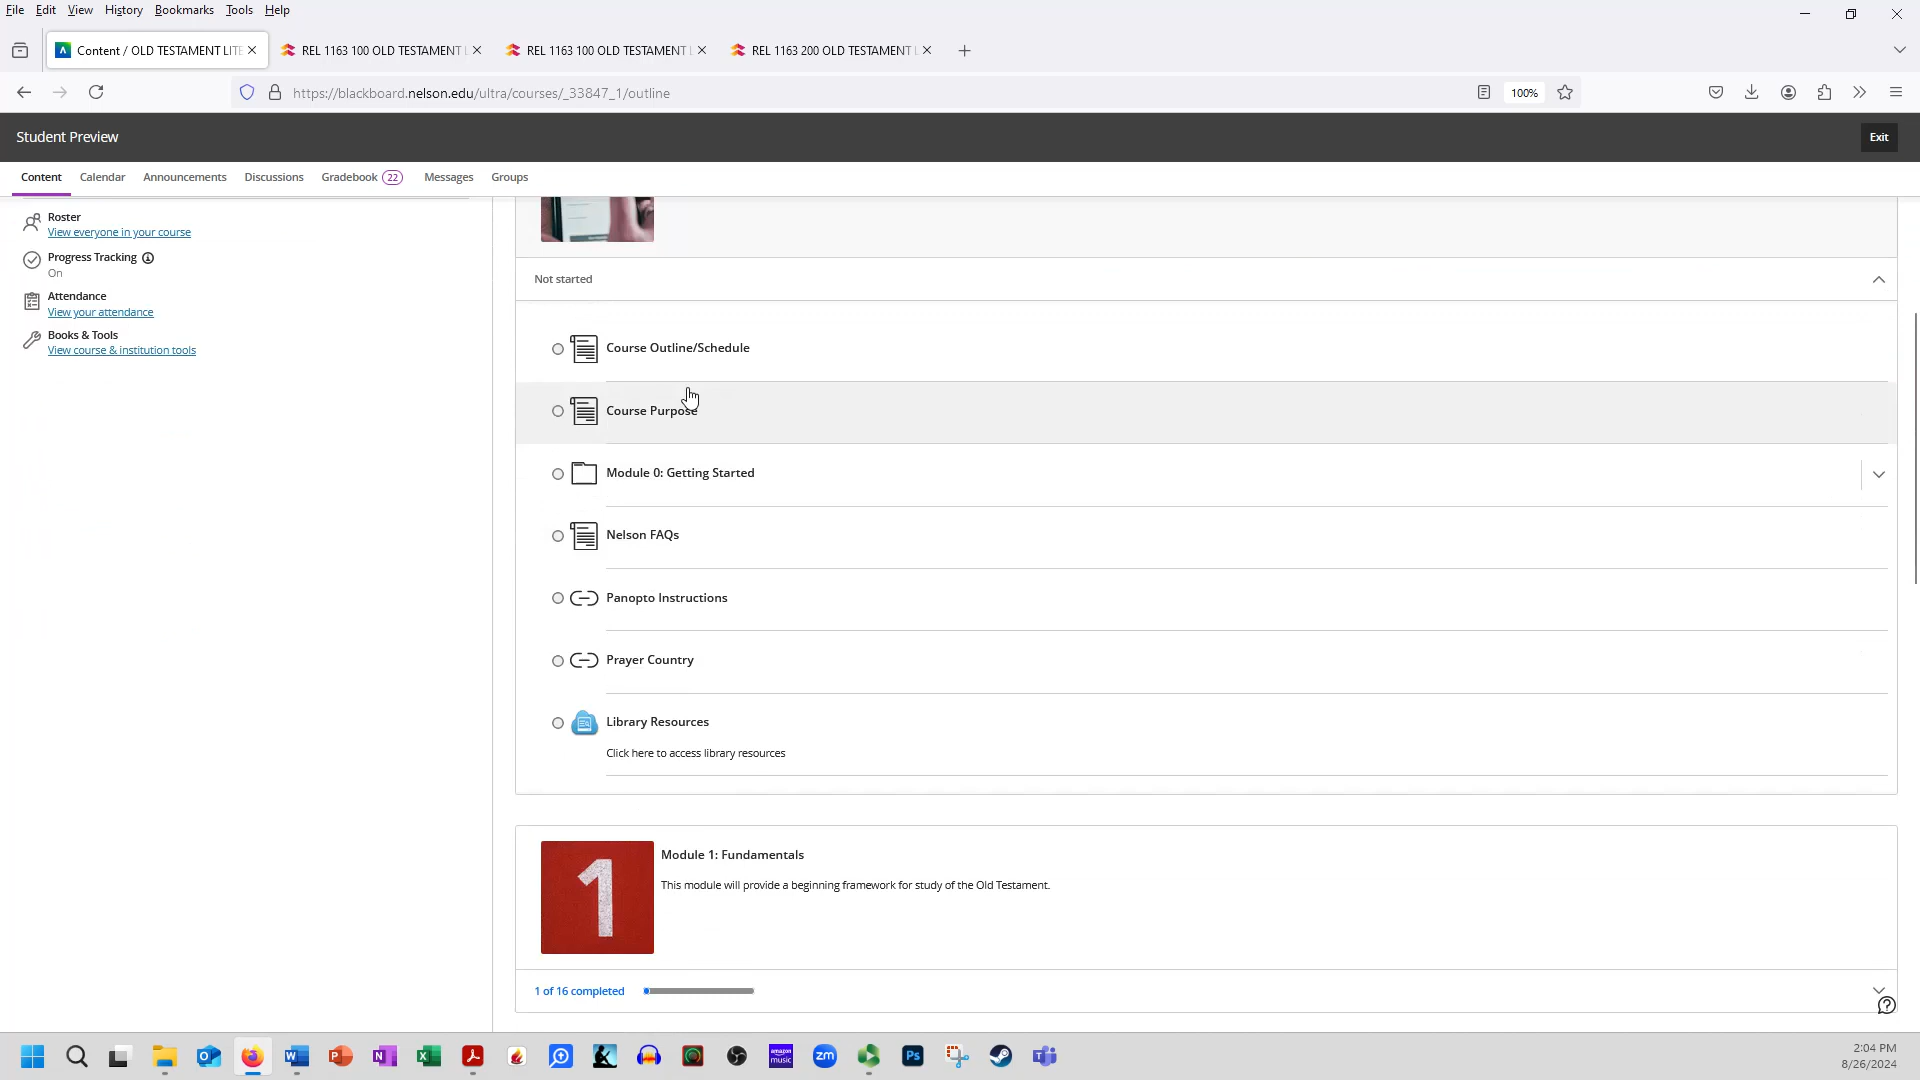 File Edit View History Bookmarks Tools Help
Content / OLD TESTAMENT LITE
REL 1163 100 OLD TESTAMENT L
REL 1163 100 OLD TESTAMENT L
REL 1163 200 OLD TESTAMENT L
https://blackboard.nelson.edu/ultra/courses/_33847_1/outline
100%
Student Preview
Exit
Content Calendar Announcements Discussions Gradebook 22 Messages Groups
Roster
View everyone in your course
Progress Tracking
On
Attendance
View your attendance
Books & Tools
View course & institution tools
Not started
Course Outline/Schedule
Course Purpose
Module 0: Getting Started
Nelson FAQs
Panopto Instructions
Prayer Country
Library Resources
Click here to access library resources
1
Module 1: Fundamentals
This module will provide a beginning framework for study of the Old Testament.
1 of 16 completed
amazon music
zm
Ps
2:04 PM
8/26/2024